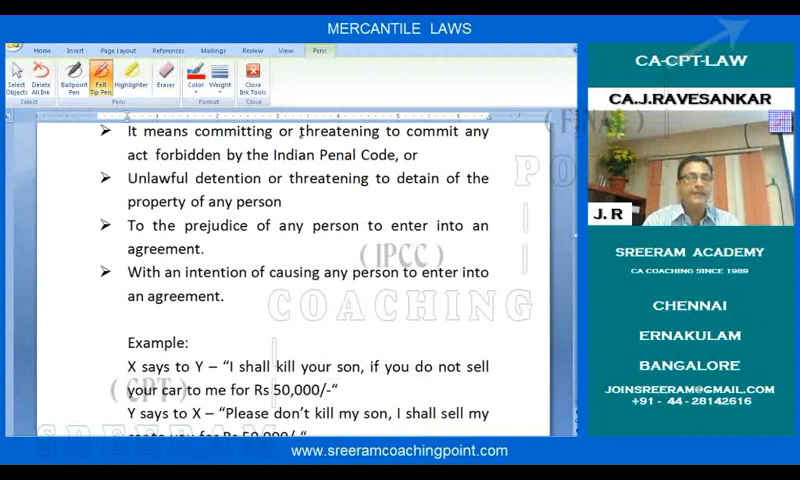 MERCANTILE LAWS
Home Insert Page Layout References Mailings Review View Pens
Select Objects
Delete All Ink
Ballpoint Pen
Felt Tip Pen
Highlighter
Eraser
Color
Weight
Close Ink Tools
Select Pens Format Close
It means committing or threatening to commit any
act forbidden by the Indian Penal Code, or
Unlawful detention or threatening to detain of the
property of any person
To the prejudice of any person to enter into an
agreement.
With an intention of causing any person to enter into
an agreement.
Example:
X says to Y – “I shall kill your son, if you do not sell
your car to me for Rs 50,000/-“
Y says to X – “Please don’t kill my son, I shall sell my
car to you for Rs 50,000/-“
(FINAL)
(IPCC)
COACHING
(CPT)
SREERAM
PO
CA-CPT-LAW
CA.J.RAVESANKAR
J. R
SREERAM ACADEMY
CA COACHING SINCE 1989
CHENNAI
ERNAKULAM
BANGALORE
JOINSREERAM@GMAIL.COM
+91 - 44-28142616
www.sreeramcoachingpoint.com